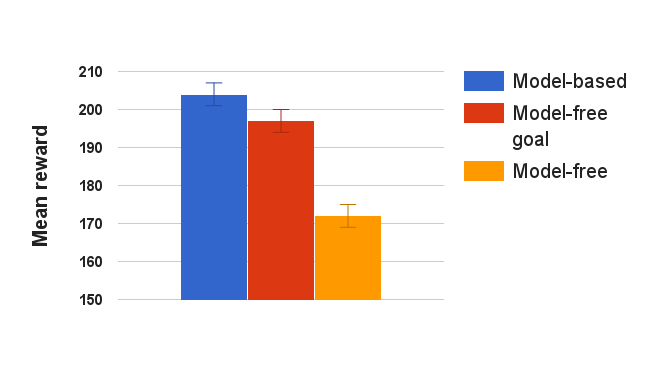 210
200
190
180
170
160
150
Mean reward
Model-based
Model-free
goal
Model-free